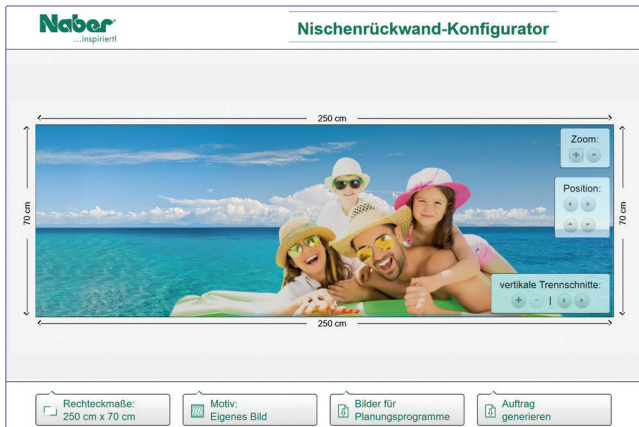 Naber
...inspiriert!
Nischenrückwand-Konfigurator
250 cm
70 cm
70 cm
Zoom:
+ -
Position:
vertikale Trennschnitte:
+ - |
250 cm
Rechteckmaße:
250 cm x 70 cm
Motiv:
Eigenes Bild
Bilder für
Planungsprogramme
Auftrag
generieren